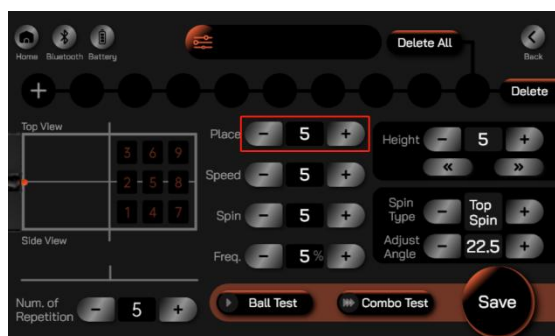 Home
Bluetooth
Battery
Delete All
Back
+
Delete
Top View
3 6 9
2 5 8
1 4 7
Side View
Place - 5 +
Speed - 5 +
Spin - 5 +
Freq. - 5 % +
Height - 5 +
« »
Spin Type - Top Spin +
Adjust Angle - 22.5 +
Num. of Repetition - 5 +
Ball Test
Combo Test
Save